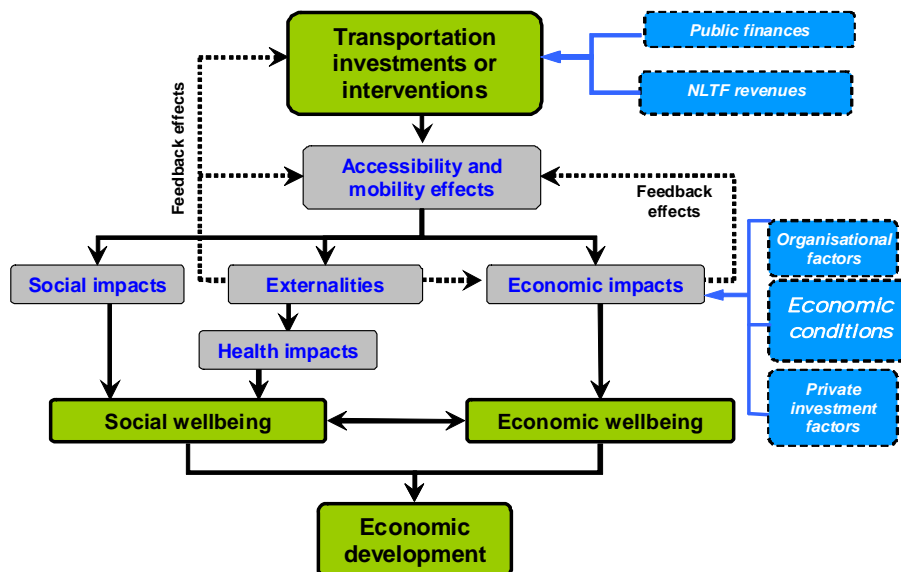 Transportation
investments or
interventions
Public finances
NLTF revenues
Feedback effects
Accessibility and
mobility effects
Feedback
effects
Organisational
factors
Social impacts
Externalities
Economic impacts
Economic
conditions
Health impacts
Private
investment
factors
Social wellbeing
Economic wellbeing
Economic
development